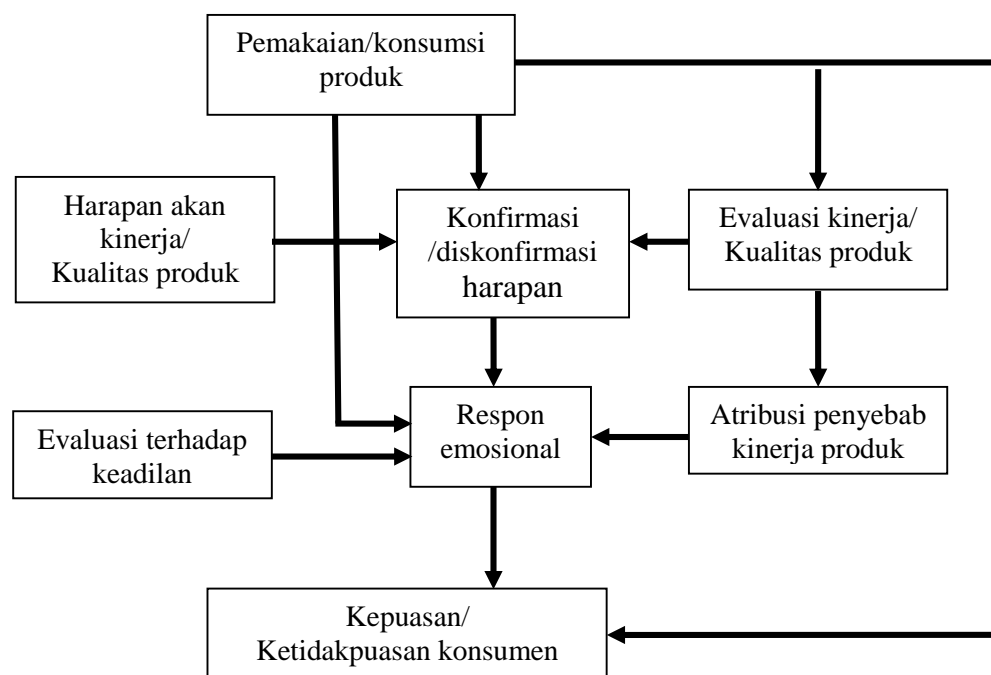 Pemakaian/konsumsi
produk
Harapan akan
kinerja/
Kualitas produk
Konfirmasi
/diskonfirmasi
harapan
Evaluasi kinerja/
Kualitas produk
Evaluasi terhadap
keadilan
Respon
emosional
Atribusi penyebab
kinerja produk
Kepuasan/
Ketidakpuasan konsumen